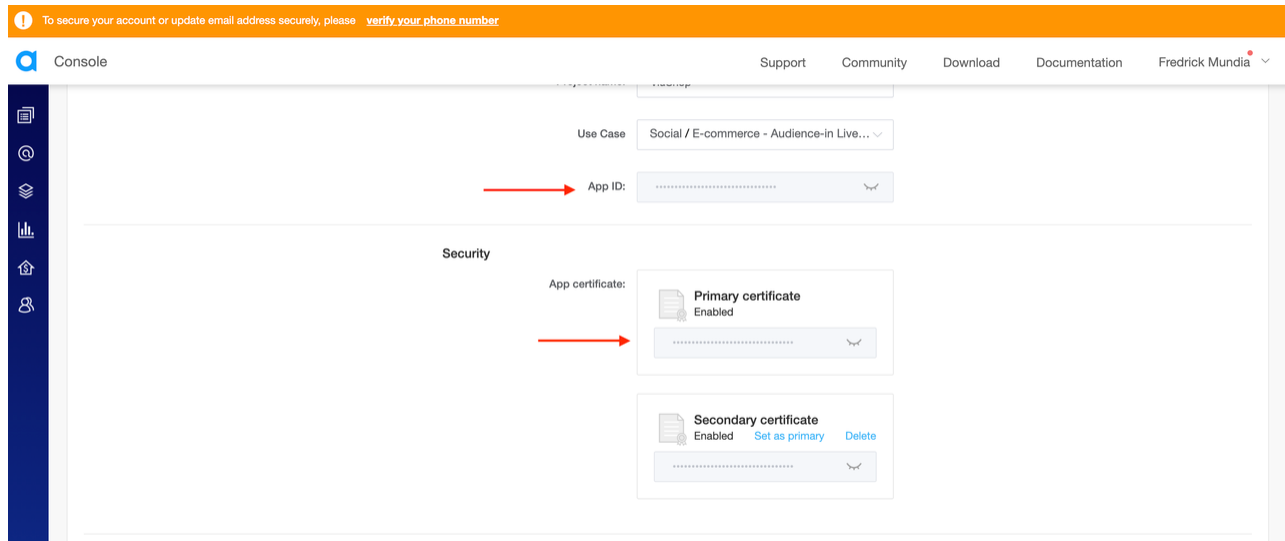 To secure your account or update email address securely, please verify your phone number
Console
Support Community Download Documentation Fredrick Mundia
Use Case Social / E-commerce - Audience-in Live...
App ID:
Security
App certificate:
Primary certificate
Enabled
Secondary certificate
Enabled Set as primary Delete